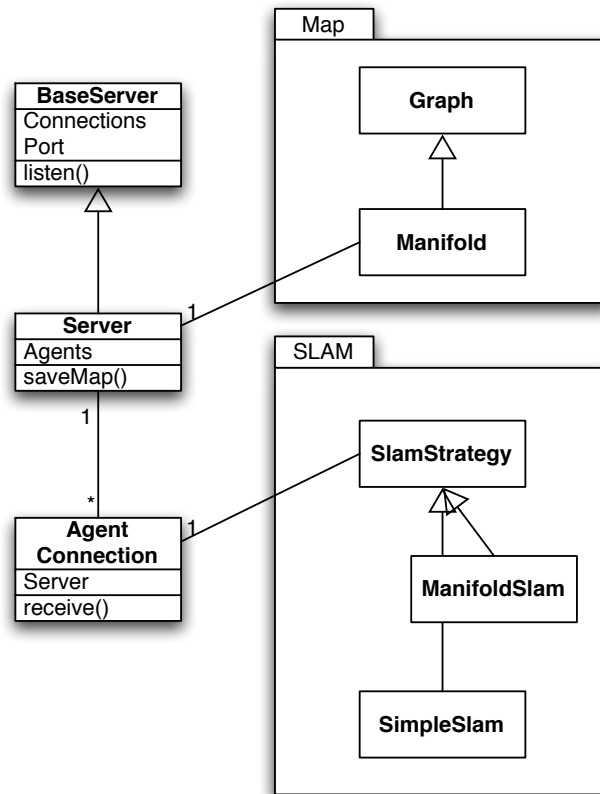 Map
Graph
Manifold
BaseServer
Connections
Port
listen()
1
Server
Agents
saveMap()
1
*
Agent
Connection
Server
receive()
1
SLAM
SlamStrategy
ManifoldSlam
SimpleSlam